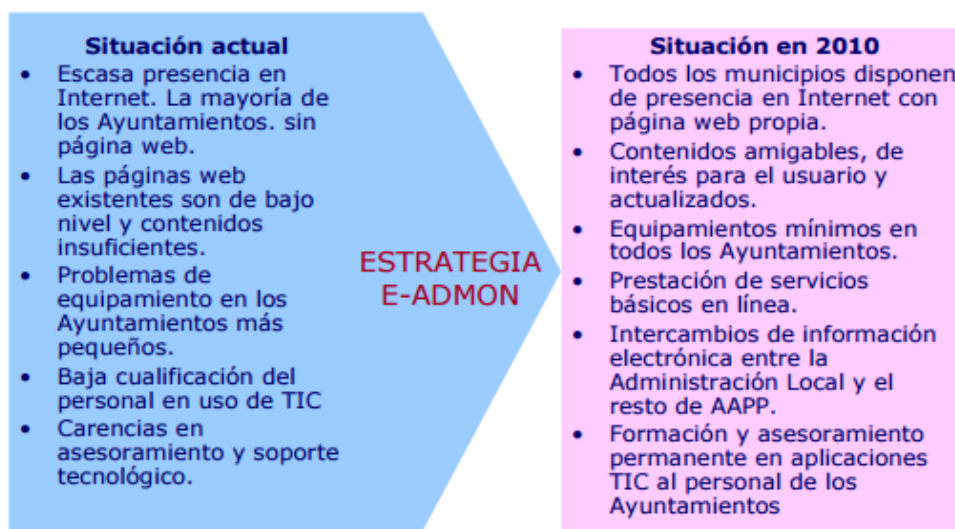 Situación actual
• Escasa presencia en
Internet. La mayoría de
los Ayuntamientos. sin
página web.
• Las páginas web
existentes son de bajo
nivel y contenidos
insuficientes.
• Problemas de
equipamiento en los
Ayuntamientos más
pequeños.
• Baja cualificación del
personal en uso de TIC
• Carencias en
asesoramiento y soporte
tecnológico.
ESTRATEGIA
E-ADMON
Situación en 2010
• Todos los municipios disponen
de presencia en Internet con
página web propia.
• Contenidos amigables, de
interés para el usuario y
actualizados.
• Equipamientos mínimos en
todos los Ayuntamientos.
• Prestación de servicios
básicos en línea.
• Intercambios de información
electrónica entre la
Administración Local y el
resto de AAPP.
• Formación y asesoramiento
permanente en aplicaciones
TIC al personal de los
Ayuntamientos